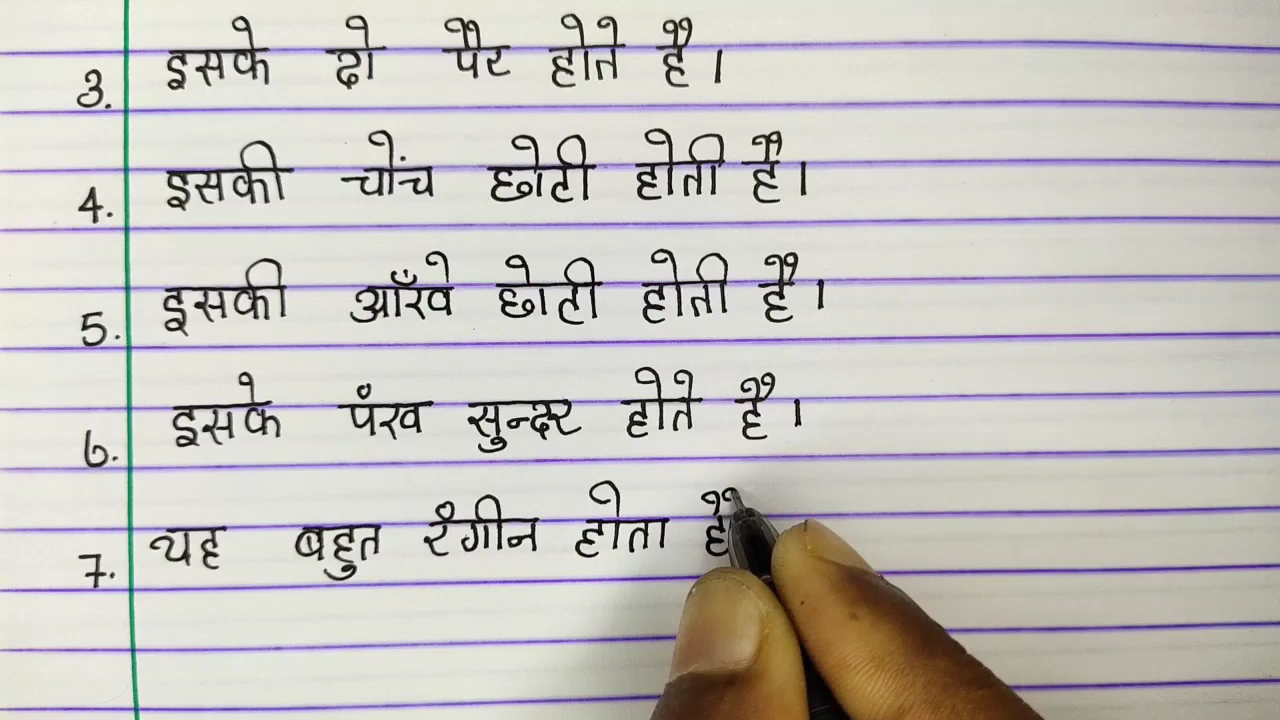 3. इसके दो पैर होते है।
4. इसकी चोंच छोटी होती है।
5. इसकी आँखे छोटी होती है।
6. इसके पंख सुन्दर होते है।
7. यह बहुत रंगीन होता है